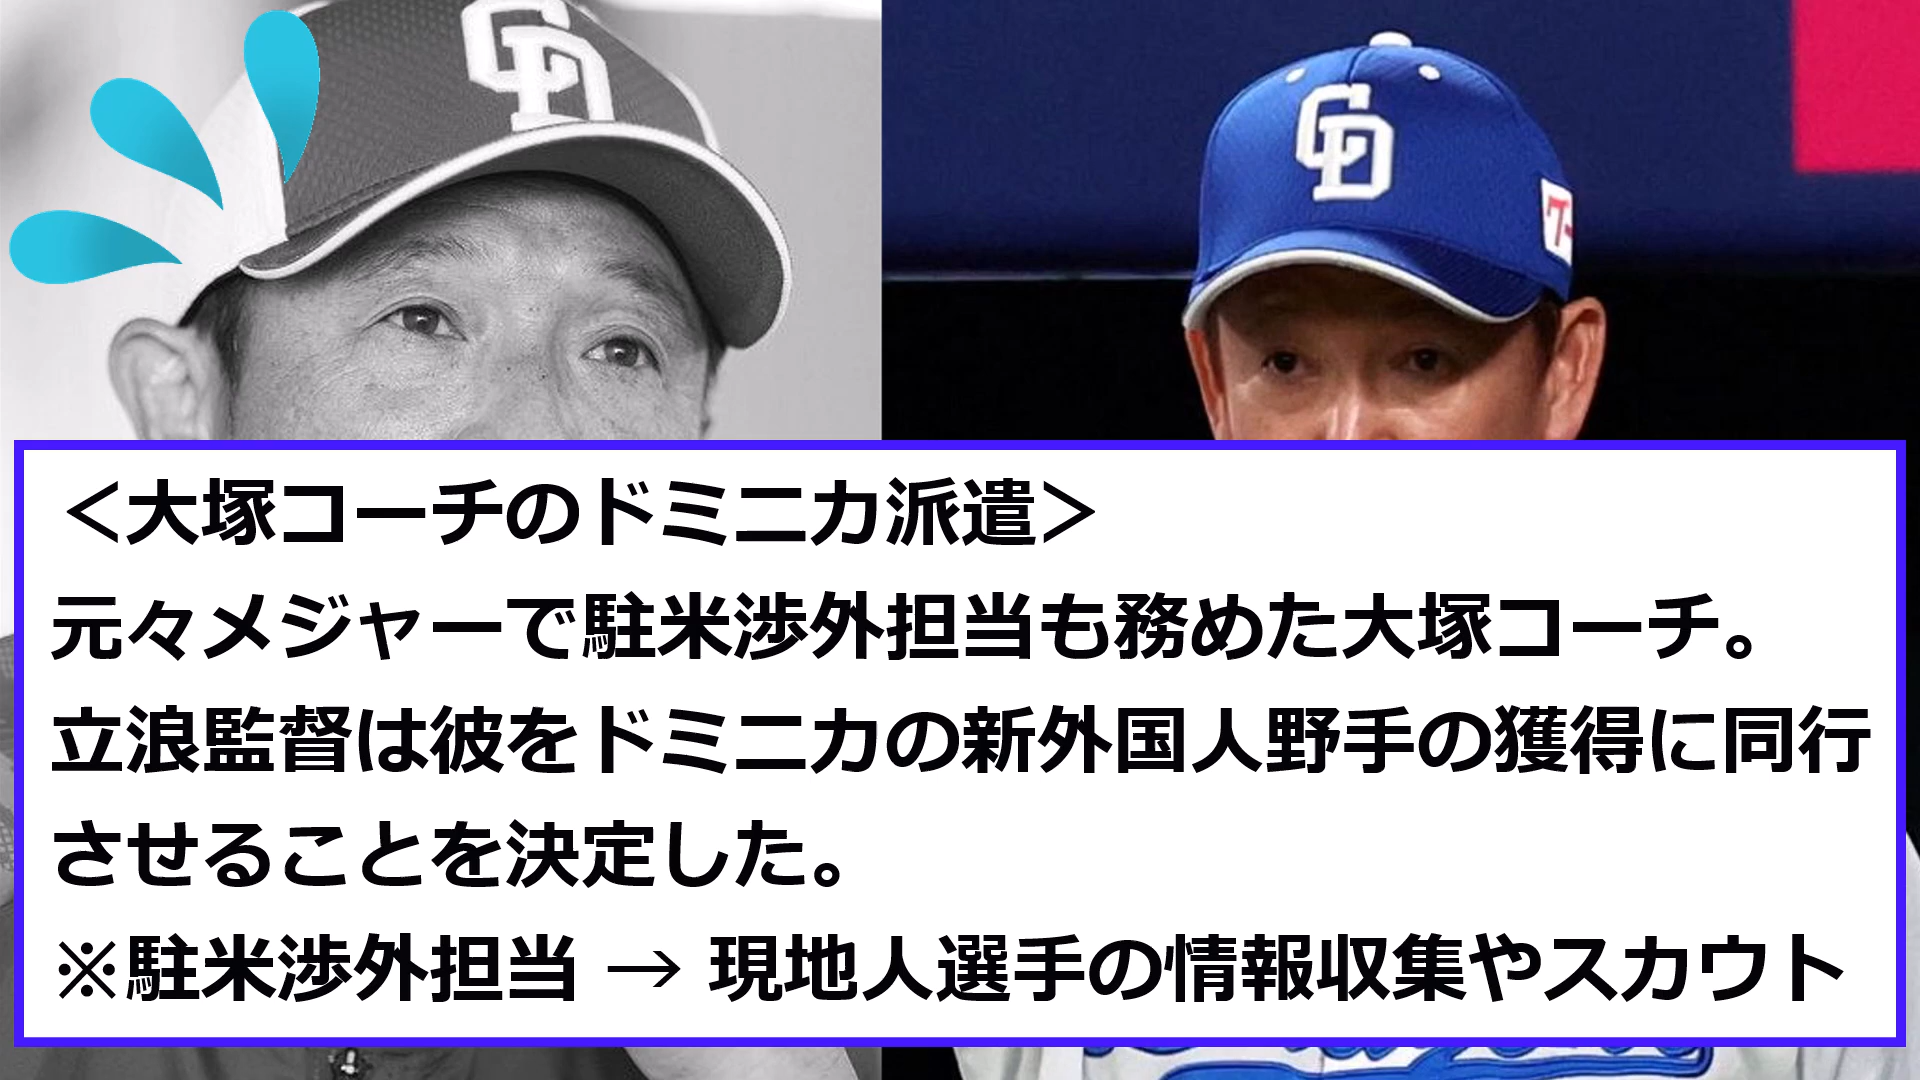 CD
CD
＜大塚コーチのドミニカ派遣＞
元々メジャーで駐米渉外担当も務めた大塚コーチ。
立浪監督は彼をドミニカの新外国人野手の獲得に同行
させることを決定した。
※駐米渉外担当 → 現地人選手の情報収集やスカウト